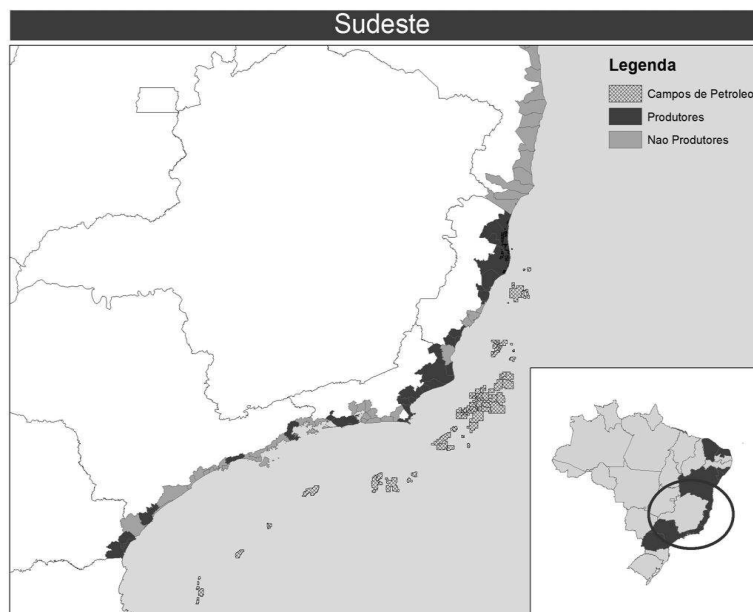 Sudeste
Legenda
Campos de Petroleo
Produtores
Nao Produtores